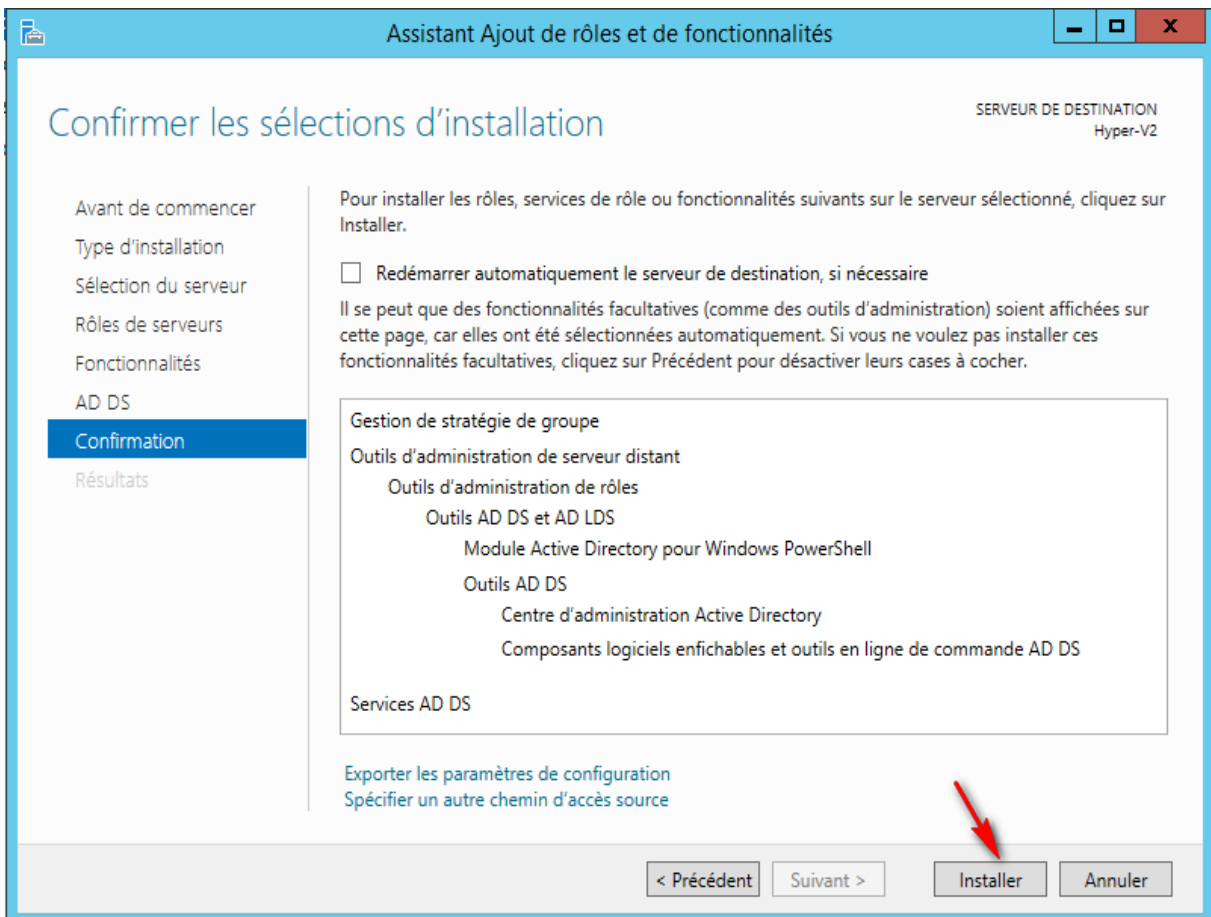 Assistant Ajout de rôles et de fonctionnalités
Confirmer les sélections d'installation
SERVEUR DE DESTINATION
Hyper-V2
Avant de commencer
Type d'installation
Sélection du serveur
Rôles de serveurs
Fonctionnalités
AD DS
Confirmation
Résultats
Pour installer les rôles, services de rôle ou fonctionnalités suivants sur le serveur sélectionné, cliquez sur
Installer.
Redémarrer automatiquement le serveur de destination, si nécessaire
Il se peut que des fonctionnalités facultatives (comme des outils d'administration) soient affichées sur
cette page, car elles ont été sélectionnées automatiquement. Si vous ne voulez pas installer ces
fonctionnalités facultatives, cliquez sur Précédent pour désactiver leurs cases à cocher.
Gestion de stratégie de groupe
Outils d'administration de serveur distant
Outils d'administration de rôles
Outils AD DS et AD LDS
Module Active Directory pour Windows PowerShell
Outils AD DS
Centre d'administration Active Directory
Composants logiciels enfichables et outils en ligne de commande AD DS
Services AD DS
Exporter les paramètres de configuration
Spécifier un autre chemin d'accès source
< Précédent
Suivant >
Installer
Annuler